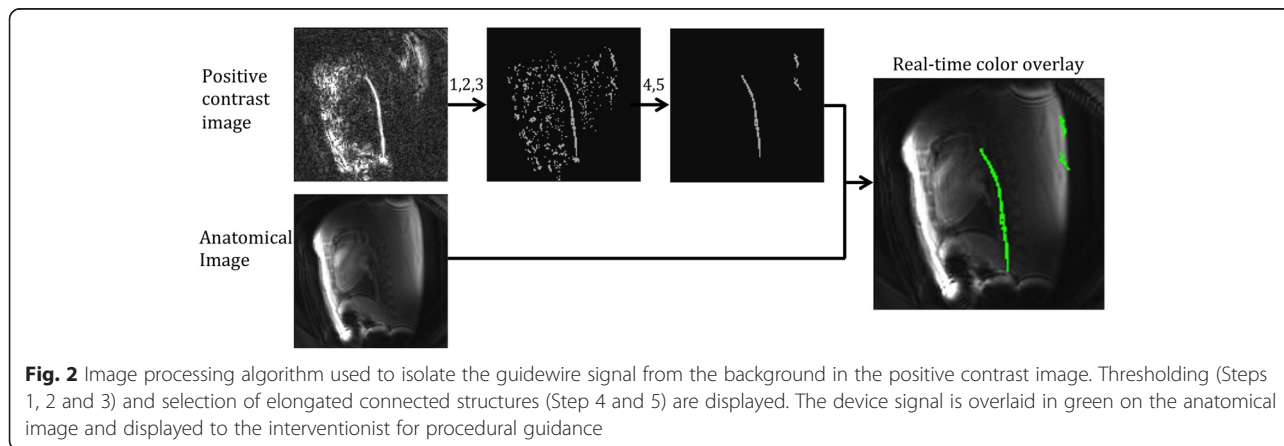 Positive
contrast
image
1,2,3
4,5
Real-time color overlay
Anatomical
Image
Fig. 2 Image processing algorithm used to isolate the guidewire signal from the background in the positive contrast image. Thresholding (Steps
1, 2 and 3) and selection of elongated connected structures (Step 4 and 5) are displayed. The device signal is overlaid in green on the anatomical
image and displayed to the interventionist for procedural guidance